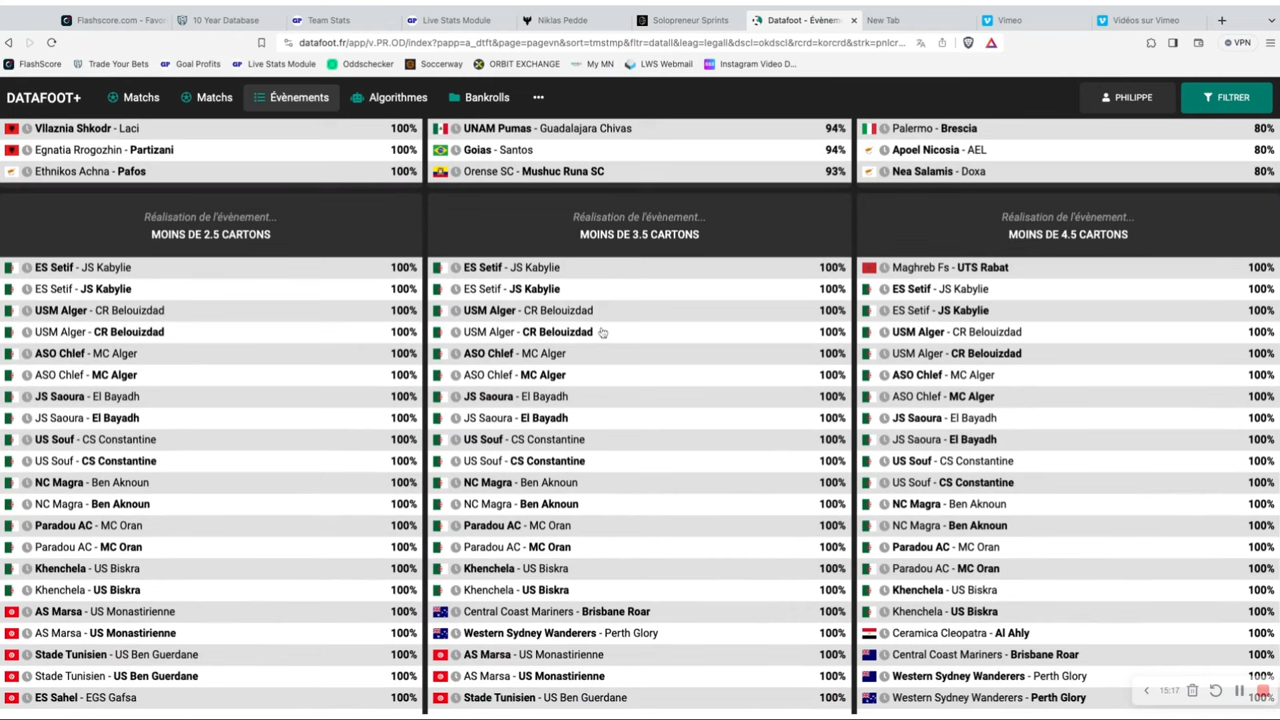 Flashscore.com - Favor
10 Year Database
Team Stats
Live Stats Module
Niklas Pedde
Solopreneur Sprints
Datafoot - Évènem
New Tab
Vimeo
Vidéos sur Vimeo
datafoot.fr/app/v.PR.OD/index?papp=a_dtft&page=pagevn&sort=tmstmp&fltr=datall&leag=legall&dscl=okdscl&rcrd=korcrd&strk=pnlcr...
VPN
FlashScore
Trade Your Bets
Goal Profits
Live Stats Module
Oddschecker
Soccerway
ORBIT EXCHANGE
My MN
LWS Webmail
Instagram Video D...
DATAFOOT+
Matchs
Matchs
Évènements
Algorithmes
Bankrolls
PHILIPPE
FILTRER
Vllaznia Shkodr - Laci 100%
Egnatia Rrogozhin - Partizani 100%
Ethnikos Achna - Pafos 100%
UNAM Pumas - Guadalajara Chivas 94%
Goias - Santos 94%
Orense SC - Mushuc Runa SC 93%
Palermo - Brescia 80%
Apoel Nicosia - AEL 80%
Nea Salamis - Doxa 80%
Réalisation de l'évènement...
MOINS DE 2.5 CARTONS
ES Setif - JS Kabylie 100%
ES Setif - JS Kabylie 100%
USM Alger - CR Belouizdad 100%
USM Alger - CR Belouizdad 100%
ASO Chlef - MC Alger 100%
ASO Chlef - MC Alger 100%
JS Saoura - El Bayadh 100%
JS Saoura - El Bayadh 100%
US Souf - CS Constantine 100%
US Souf - CS Constantine 100%
NC Magra - Ben Aknoun 100%
NC Magra - Ben Aknoun 100%
Paradou AC - MC Oran 100%
Paradou AC - MC Oran 100%
Khenchela - US Biskra 100%
Khenchela - US Biskra 100%
AS Marsa - US Monastirienne 100%
AS Marsa - US Monastirienne 100%
Stade Tunisien - US Ben Guerdane 100%
Stade Tunisien - US Ben Guerdane 100%
ES Sahel - EGS Gafsa 100%
Réalisation de l'évènement...
MOINS DE 3.5 CARTONS
ES Setif - JS Kabylie 100%
ES Setif - JS Kabylie 100%
USM Alger - CR Belouizdad 100%
USM Alger - CR Belouizdad 100%
ASO Chlef - MC Alger 100%
ASO Chlef - MC Alger 100%
JS Saoura - El Bayadh 100%
JS Saoura - El Bayadh 100%
US Souf - CS Constantine 100%
US Souf - CS Constantine 100%
NC Magra - Ben Aknoun 100%
NC Magra - Ben Aknoun 100%
Paradou AC - MC Oran 100%
Paradou AC - MC Oran 100%
Khenchela - US Biskra 100%
Khenchela - US Biskra 100%
Central Coast Mariners - Brisbane Roar 100%
Western Sydney Wanderers - Perth Glory 100%
AS Marsa - US Monastirienne 100%
AS Marsa - US Monastirienne 100%
Stade Tunisien - US Ben Guerdane 100%
Réalisation de l'évènement...
MOINS DE 4.5 CARTONS
Maghreb Fs - UTS Rabat 100%
ES Setif - JS Kabylie 100%
ES Setif - JS Kabylie 100%
USM Alger - CR Belouizdad 100%
USM Alger - CR Belouizdad 100%
ASO Chlef - MC Alger 100%
ASO Chlef - MC Alger 100%
JS Saoura - El Bayadh 100%
JS Saoura - El Bayadh 100%
US Souf - CS Constantine 100%
US Souf - CS Constantine 100%
NC Magra - Ben Aknoun 100%
NC Magra - Ben Aknoun 100%
Paradou AC - MC Oran 100%
Paradou AC - MC Oran 100%
Khenchela - US Biskra 100%
Khenchela - US Biskra 100%
Ceramica Cleopatra - Al Ahly 100%
Central Coast Mariners - Brisbane Roar 100%
Western Sydney Wanderers - Perth Glory
Western Sydney Wanderers - Perth Glory 100%
15:17